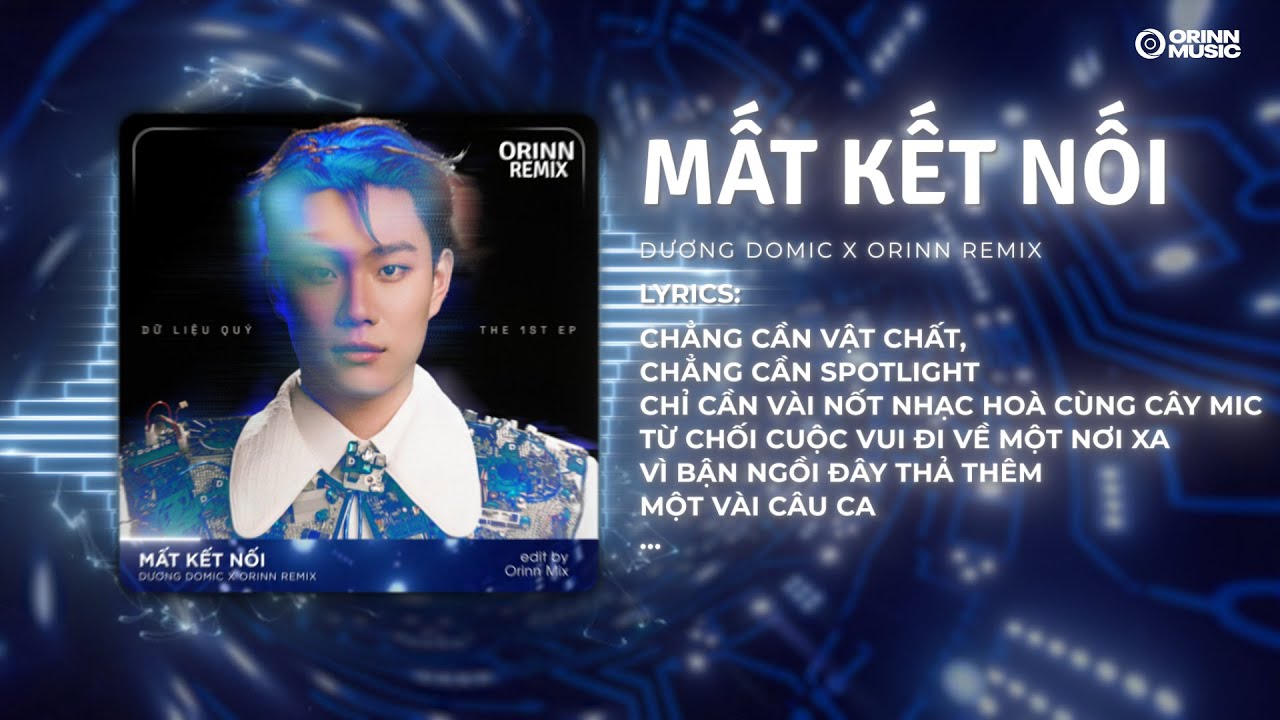 ORINN
MUSIC
ORINN
REMIX
DỮ LIỆU QUÝ
THE 1ST EP
MẤT KẾT NỐI
DƯƠNG DOMIC X ORINN REMIX
edit by
Orinn Mix
MẤT KẾT NỐI
DƯƠNG DOMIC X ORINN REMIX
LYRICS:
CHẲNG CẦN VẬT CHẤT,
CHẲNG CẦN SPOTLIGHT
CHỈ CẦN VÀI NỐT NHẠC HOÀ CÙNG CÂY MIC
TỪ CHỐI CUỘC VUI ĐI VỀ MỘT NƠI XA
VÌ BẬN NGỒI ĐÂY THẢ THÊM
MỘT VÀI CÂU CA
...